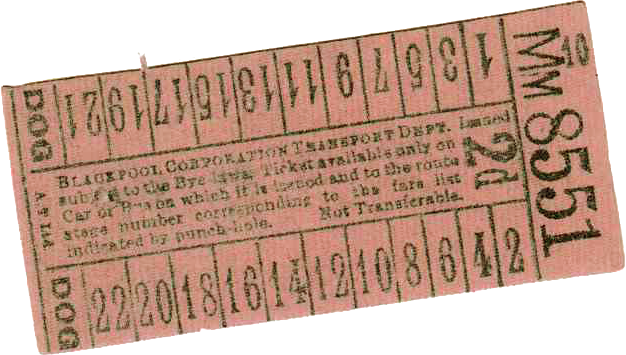 DOG
21 19 17 15 13 11 9 7 5 3 1
BLACKPOOL CORPORATION TRANSPORT DEPT. Issued
subject to the Bye-laws. Ticket available only on
Car or Bus on which it is issued and to the route
stage number corresponding to the fare list
indicated by punch-hole. Not Transferable.
2d
MM 10
8551
DOG
22 20 18 16 14 12 10 8 6 4 2